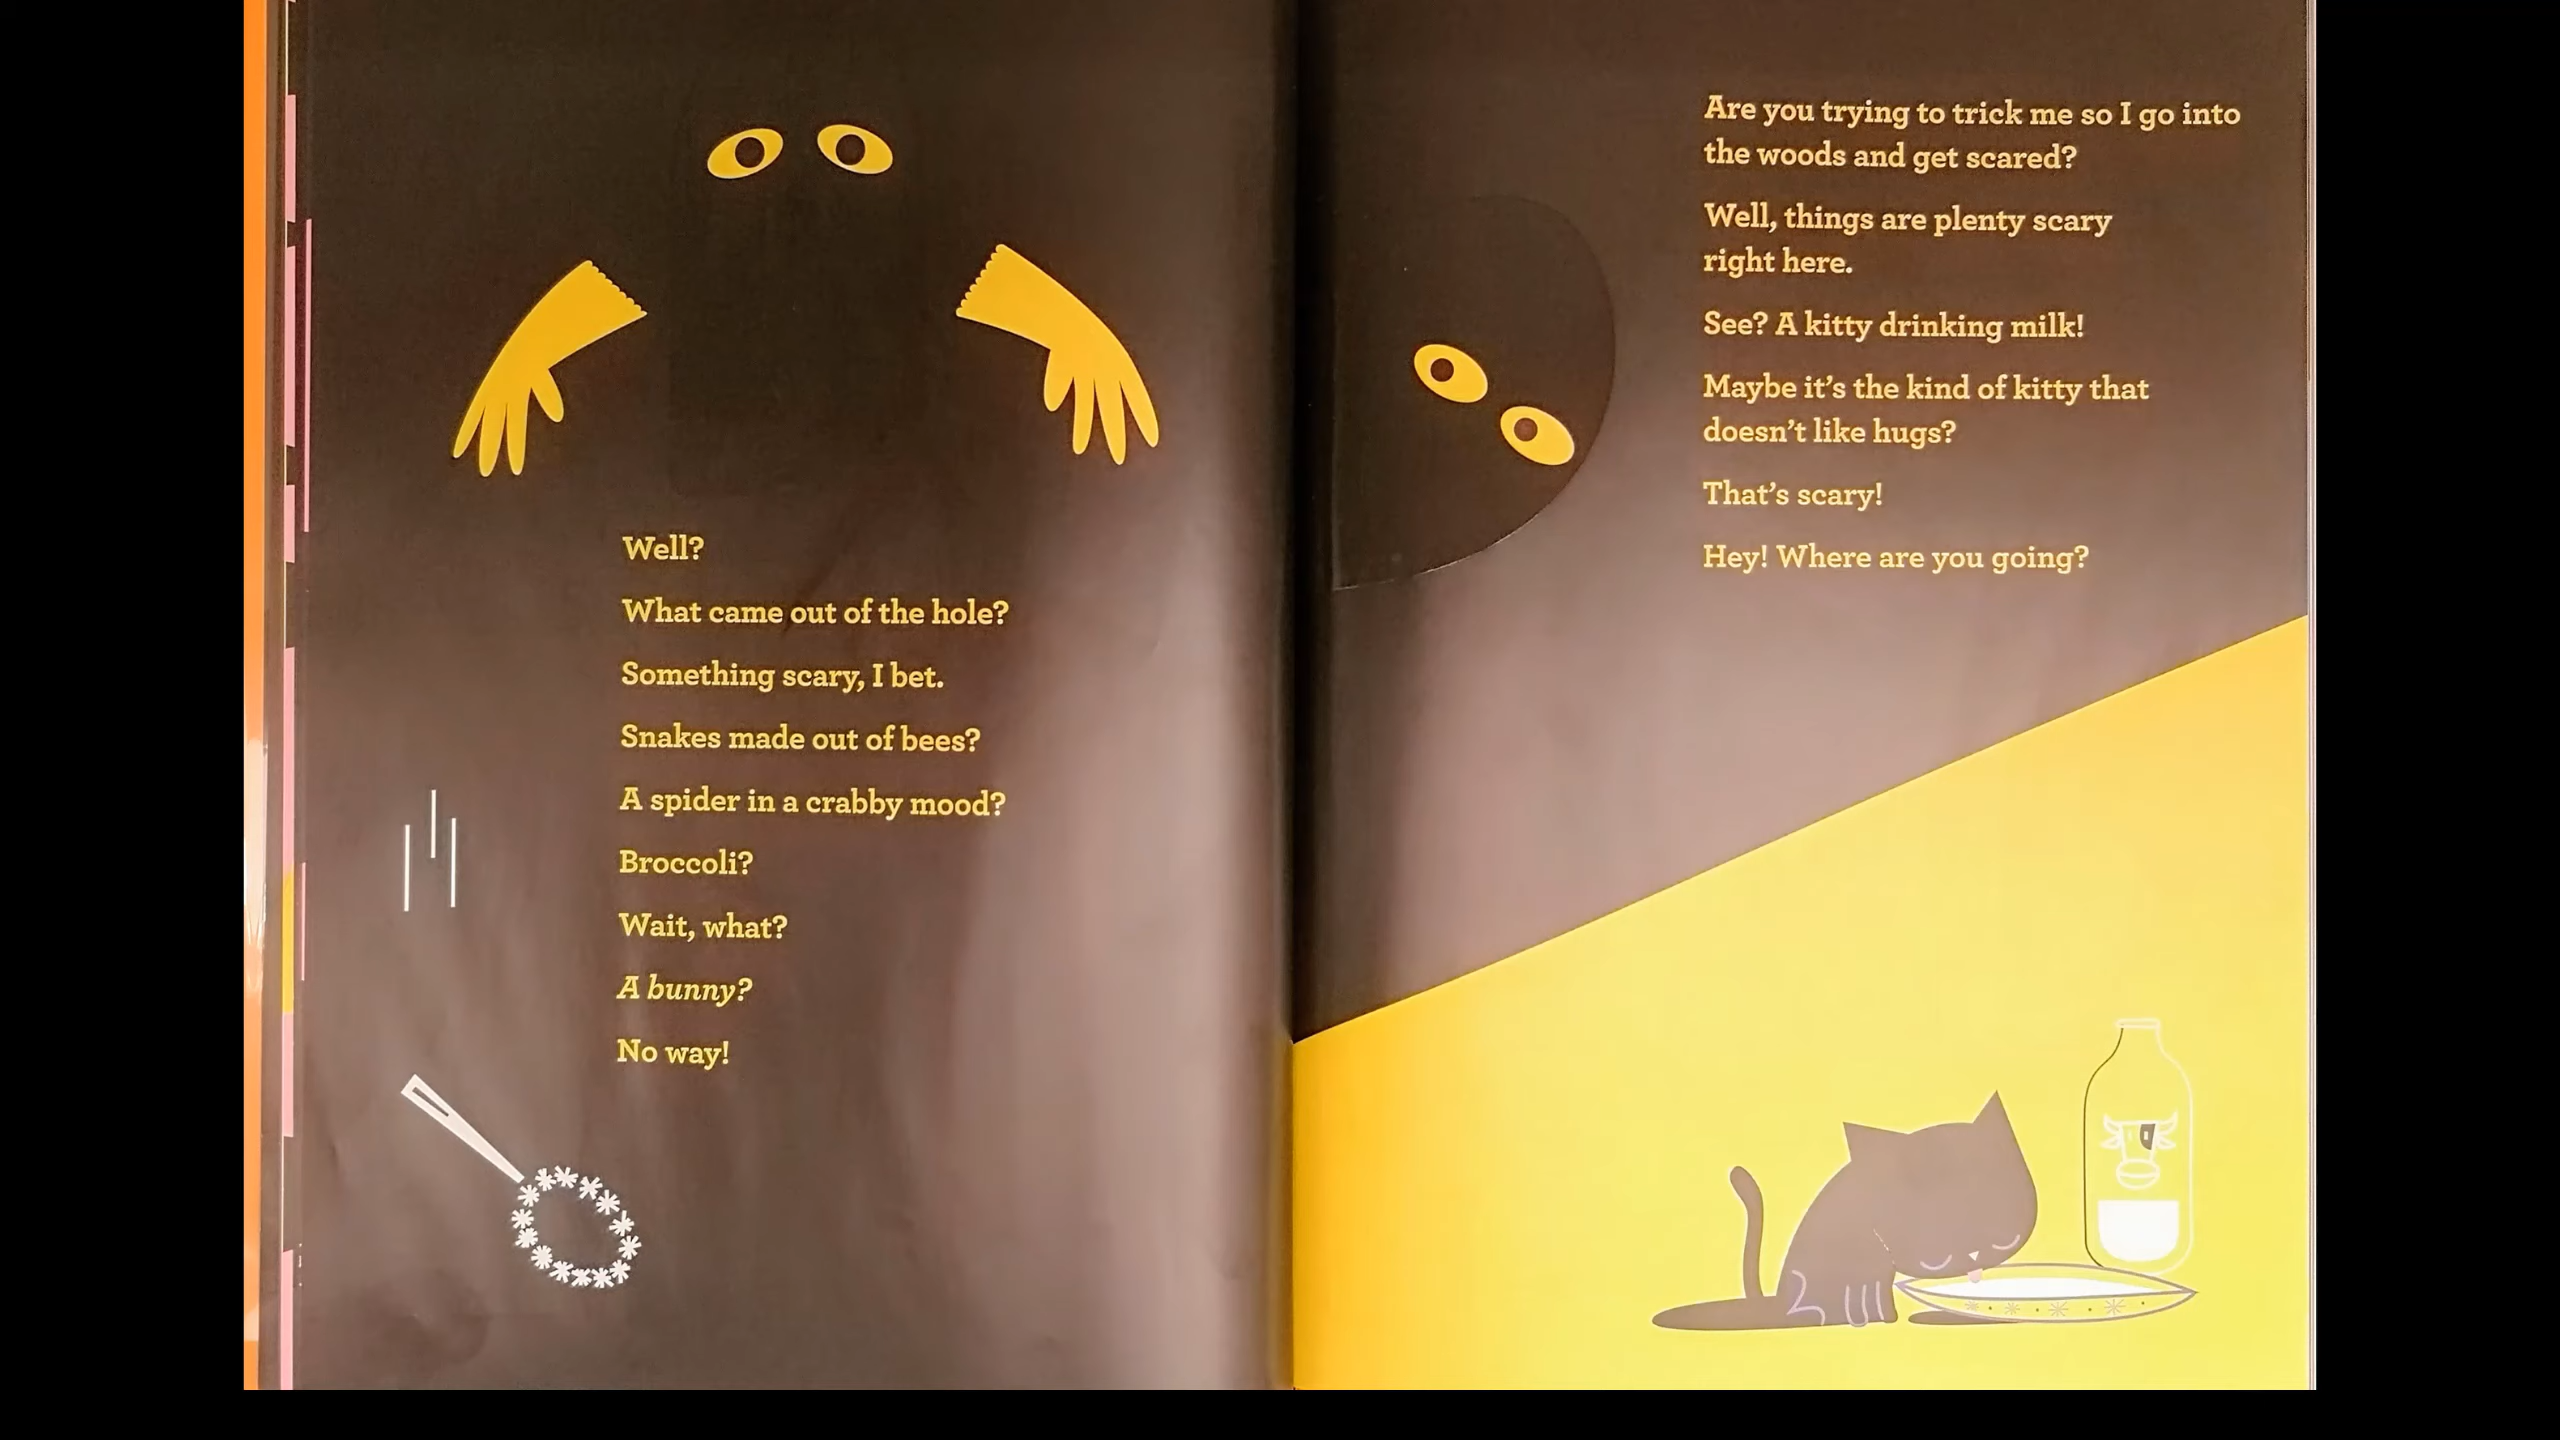 Well?
What came out of the hole?
Something scary, I bet.
Snakes made out of bees?
A spider in a crabby mood?
Broccoli?
Wait, what?
A bunny?
No way!
Are you trying to trick me so I go into
the woods and get scared?
Well, things are plenty scary
right here.
See? A kitty drinking milk!
Maybe it's the kind of kitty that
doesn't like hugs?
That's scary!
Hey! Where are you going?